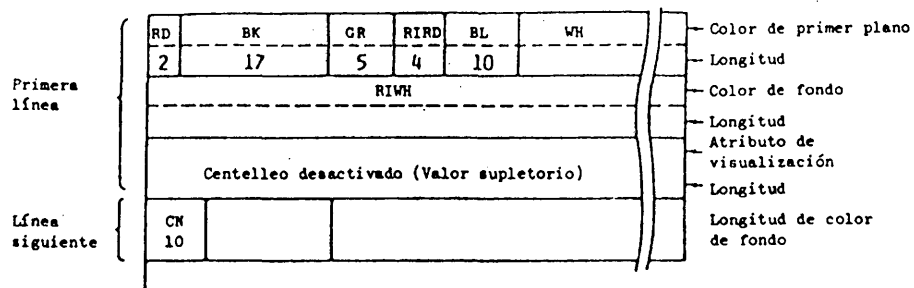 RD BK GR RIRD BL WH Color de primer plano
2 17 5 4 10 Longitud
Primera
línea
RIWH Color de fondo
Longitud
Atributo de
visualización
Centelleo desactivado (Valor supletorio)
Longitud
Línea
siguiente
CN
10
Longitud de color
de fondo